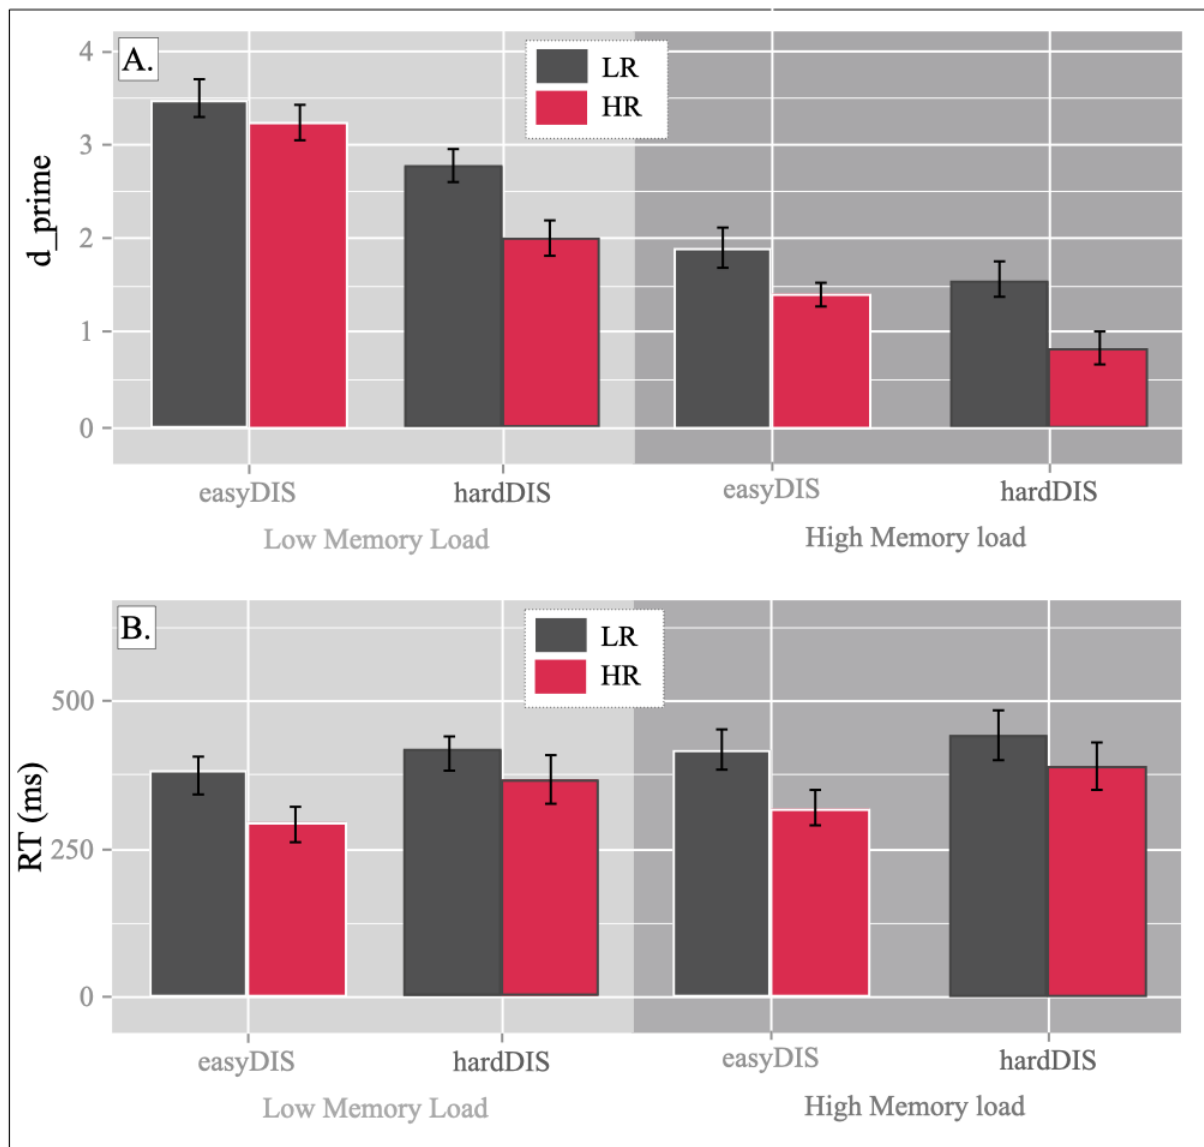 A.
LR
HR
d_prime
4
3
2
1
0
easyDIS hardDIS easyDIS hardDIS
Low Memory Load High Memory load
B.
LR
HR
RT (ms)
500
250
0
easyDIS hardDIS easyDIS hardDIS
Low Memory Load High Memory load